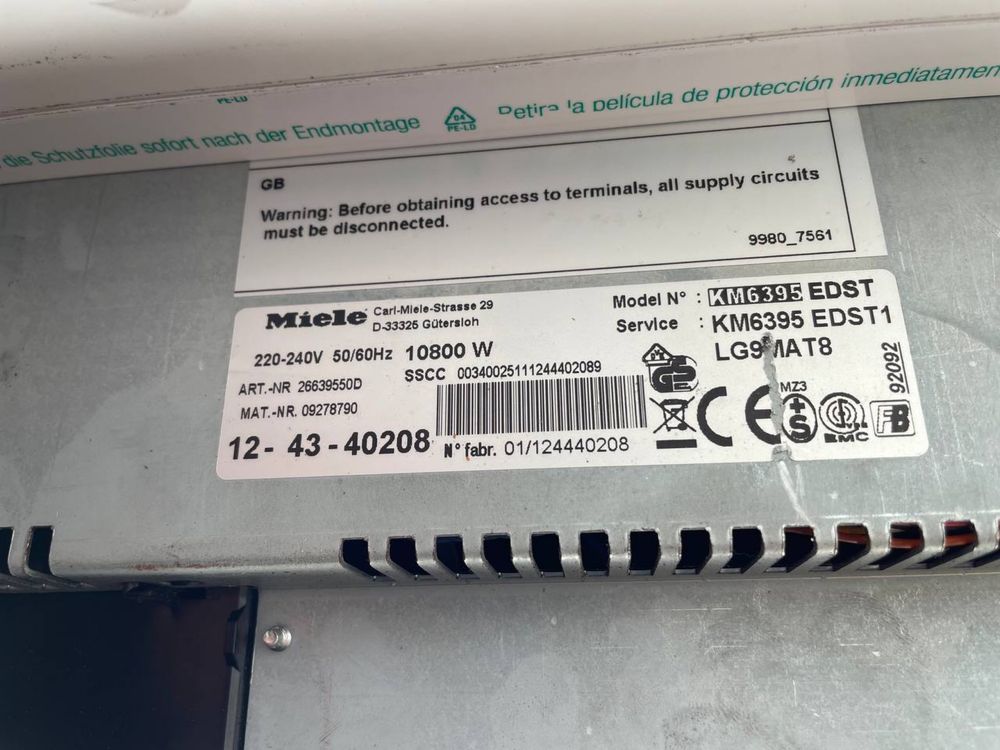 PE-LD
die Schutzfolie sofort nach der Endmontage
04
PE-LD
Retire la película de protección inmediatamen
GB
Warning: Before obtaining access to terminals, all supply circuits
must be disconnected.
9980_7561
Miele
Carl-Miele-Strasse 29
D-33325 Gütersloh
Model N° : KM6395 EDST
Service : KM6395 EDST1
LG9MAT8
220-240V 50/60Hz 10800 W
SSCC 00340025111244402089
ART.-NR 26639550D
MAT.-NR. 09278790
12- 43-40208
N° fabr. 01/124440208
GS
CE
MZ3
+
S
EMC
FB
92092